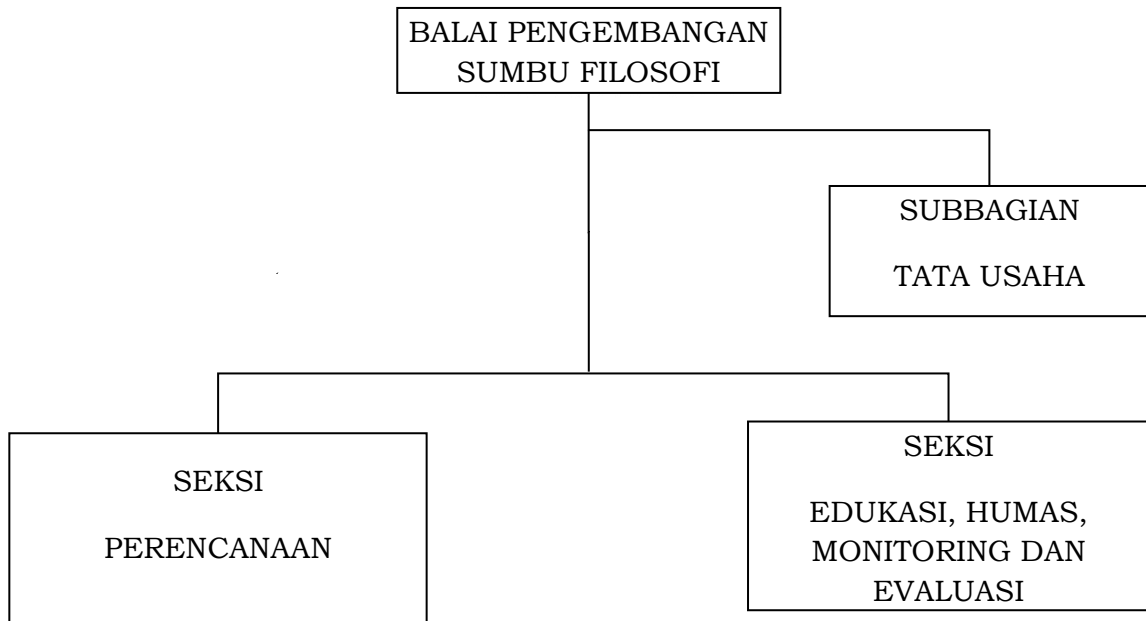 BALAI PENGEMBANGAN
SUMBU FILOSOFI
SUBBAGIAN
TATA USAHA
SEKSI
PERENCANAAN
SEKSI
EDUKASI, HUMAS,
MONITORING DAN
EVALUASI